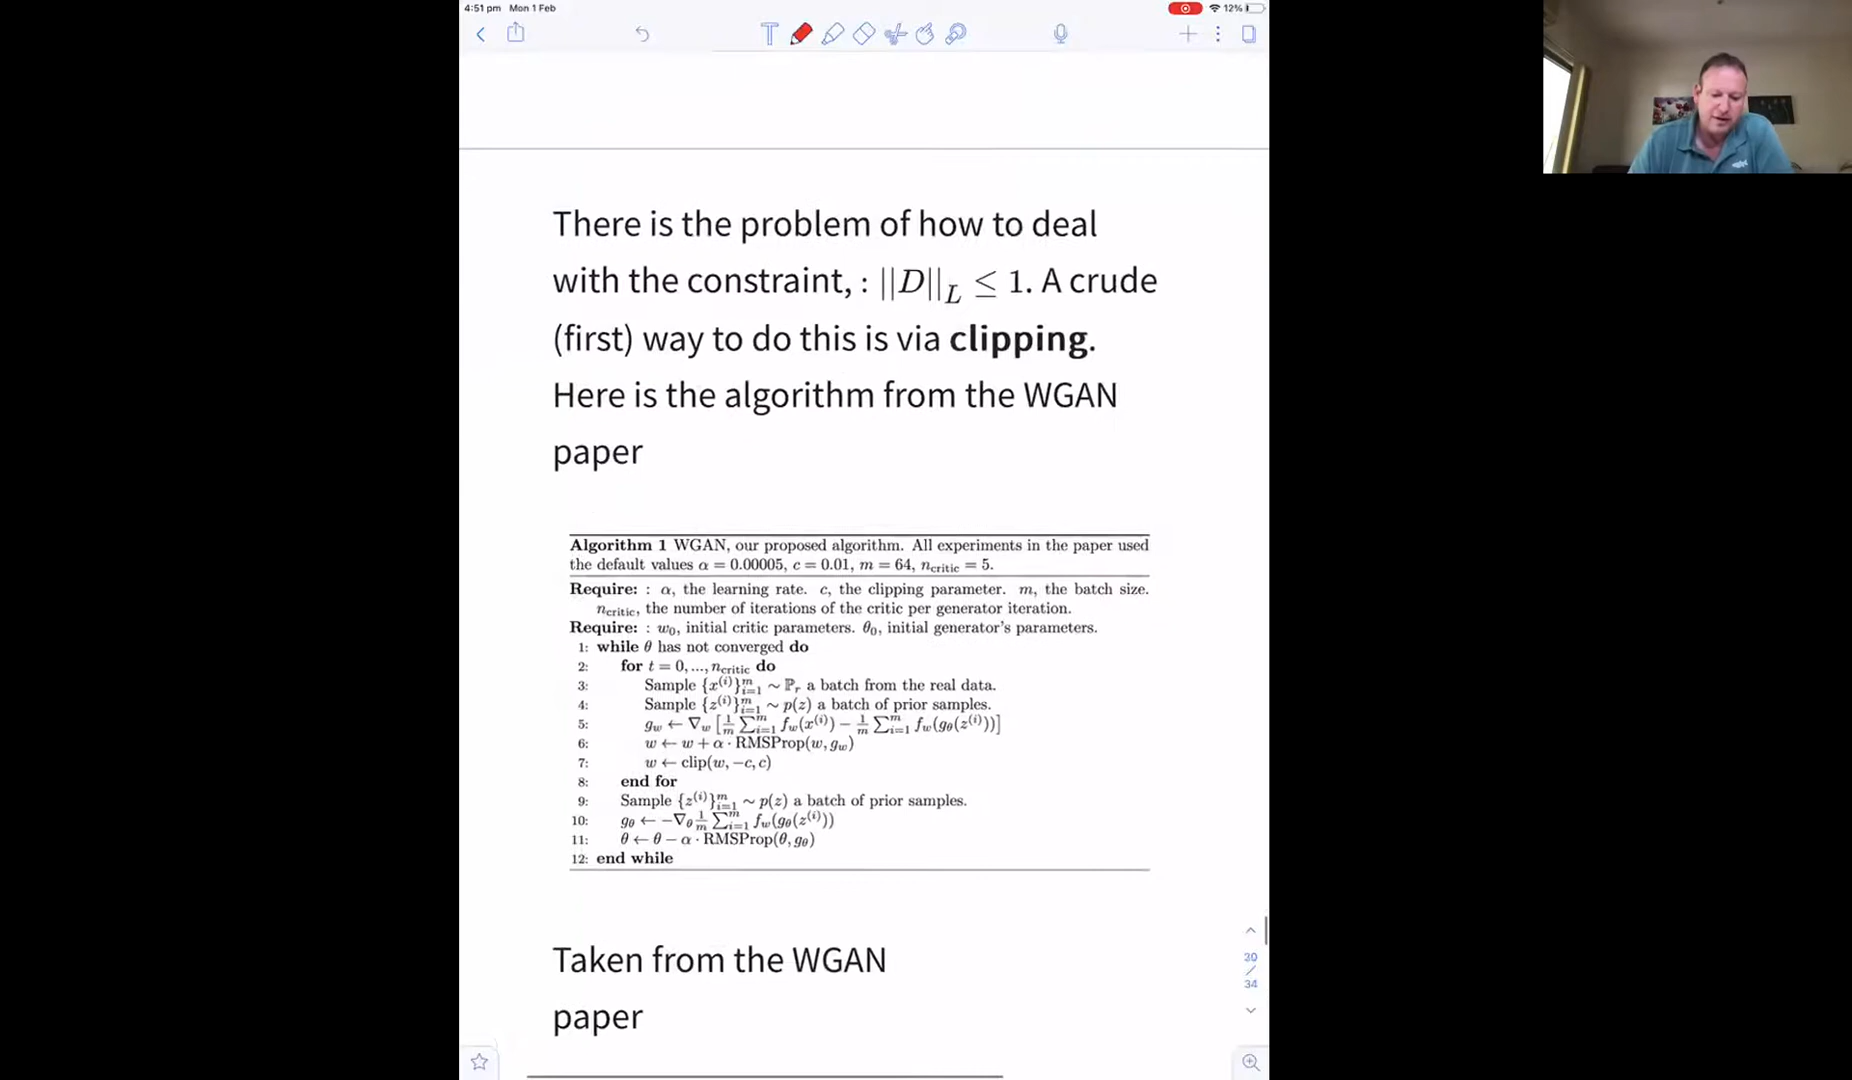 4:51 pm Mon 1 Feb
12%
There is the problem of how to deal
with the constraint, : ||D||_L ≤ 1. A crude
(first) way to do this is via clipping.
Here is the algorithm from the WGAN
paper
Algorithm 1 WGAN, our proposed algorithm. All experiments in the paper used
the default values α = 0.00005, c = 0.01, m = 64, n_critic = 5.
Require: : α, the learning rate. c, the clipping parameter. m, the batch size.
n_critic, the number of iterations of the critic per generator iteration.
Require: : w₀, initial critic parameters. θ₀, initial generator's parameters.
1: while θ has not converged do
2: for t = 0, ..., n_critic do
3: Sample {x^(i)}_{i=1}^m ∼ ℙ_r a batch from the real data.
4: Sample {z^(i)}_{i=1}^m ∼ p(z) a batch of prior samples.
5: g_w ← ∇_w [1/m ∑_{i=1}^m f_w(x^(i)) − 1/m ∑_{i=1}^m f_w(g_θ(z^(i)))]
6: w ← w + α · RMSProp(w, g_w)
7: w ← clip(w, −c, c)
8: end for
9: Sample {z^(i)}_{i=1}^m ∼ p(z) a batch of prior samples.
10: g_θ ← −∇_θ 1/m ∑_{i=1}^m f_w(g_θ(z^(i)))
11: θ ← θ − α · RMSProp(θ, g_θ)
12: end while
Taken from the WGAN
paper
30
/
34